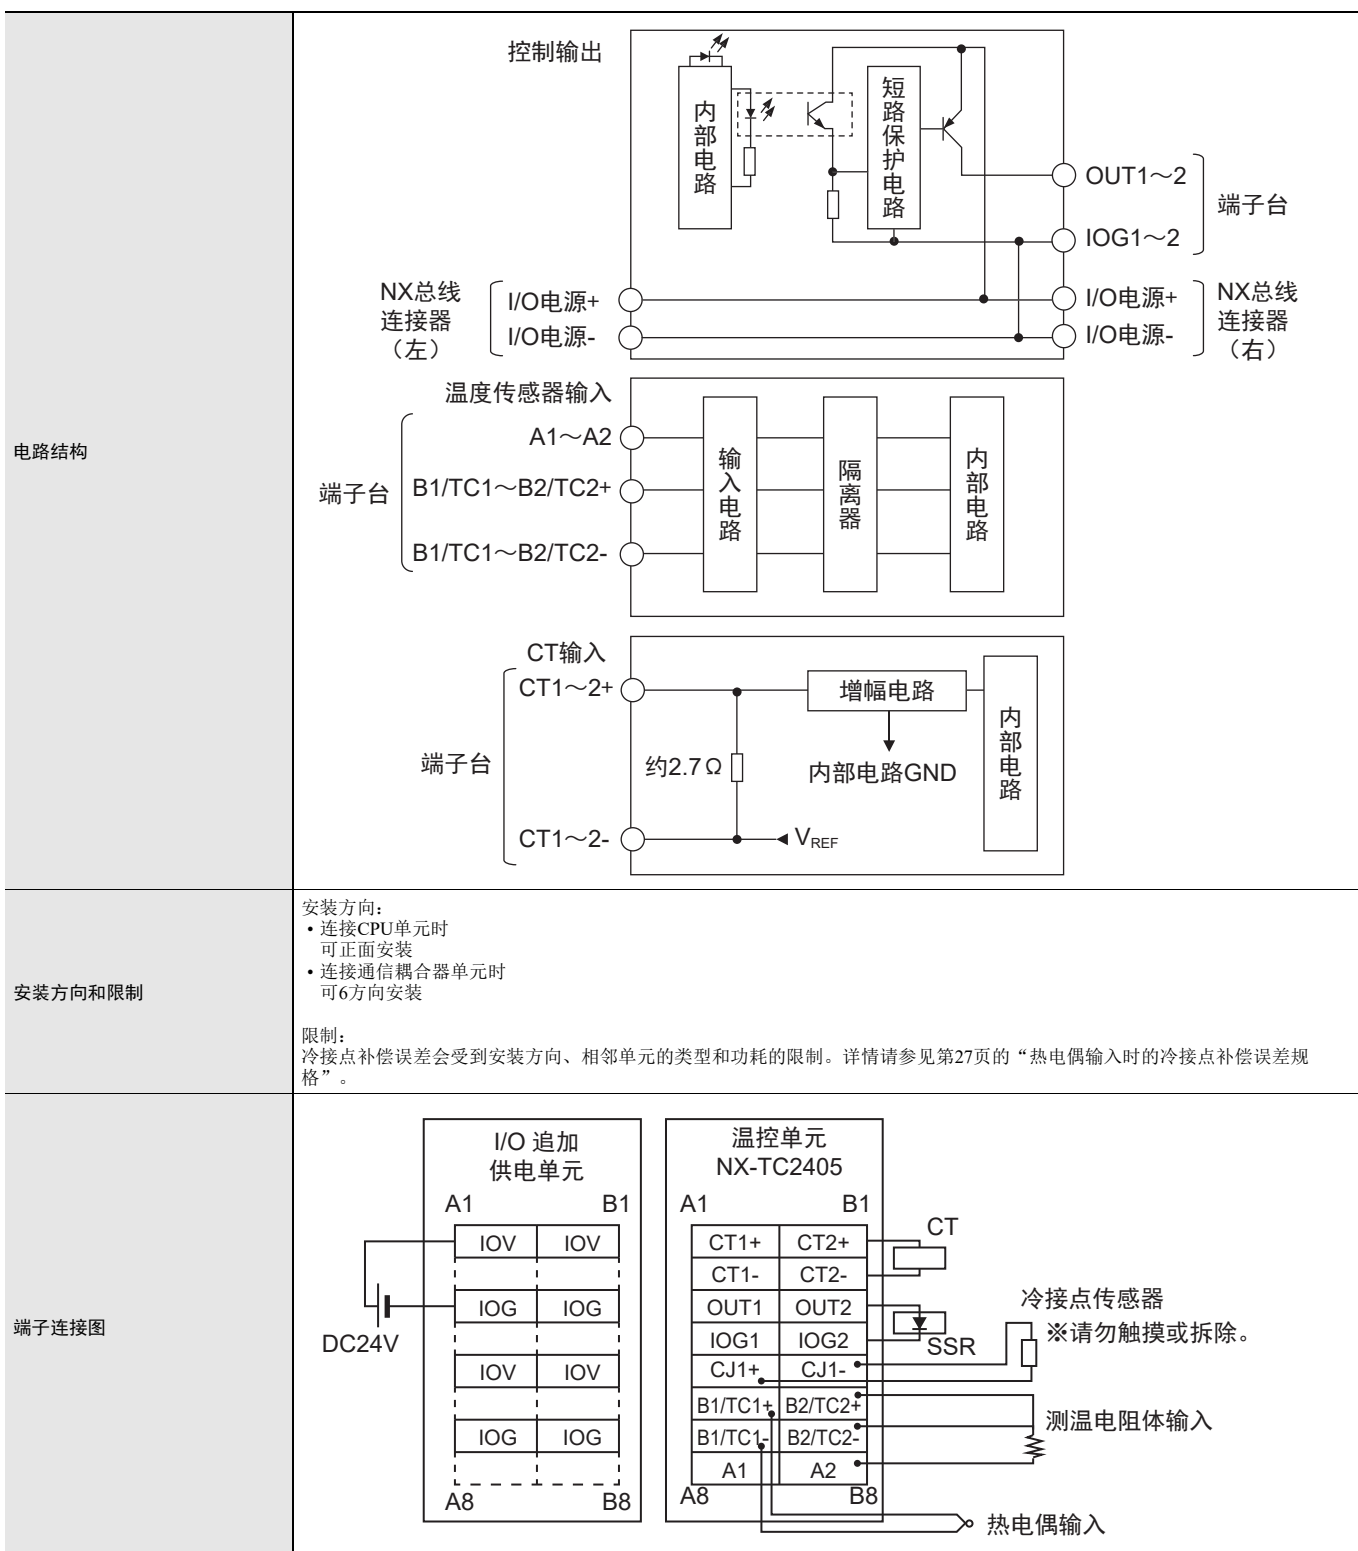 电路结构
控制输出
内部电路
短路保护电路
OUT1～2
IOG1～2
端子台
NX总线
连接器
（左）
I/O电源+
I/O电源-
I/O电源+
I/O电源-
NX总线
连接器
（右）
温度传感器输入
端子台
A1～A2
B1/TC1～B2/TC2+
B1/TC1～B2/TC2-
输入电路
隔离器
内部电路
CT输入
端子台
CT1～2+
CT1～2-
约2.7Ω
增幅电路
内部电路GND
VREF
内部电路
安装方向和限制
安装方向：
• 连接CPU单元时
可正面安装
• 连接通信耦合器单元时
可6方向安装
限制：
冷接点补偿误差会受到安装方向、相邻单元的类型和功耗的限制。详情请参见第27页的“热电偶输入时的冷接点补偿误差规
格”。
端子连接图
I/O 追加
供电单元
A1 B1
IOV IOV
IOG IOG
IOV IOV
IOG IOG
A8 B8
DC24V
温控单元
NX-TC2405
A1 B1
CT1+ CT2+
CT1- CT2-
OUT1 OUT2
IOG1 IOG2
CJ1+ CJ1-
B1/TC1+ B2/TC2+
B1/TC1- B2/TC2-
A1 A2
A8 B8
CT
SSR
冷接点传感器
※请勿触摸或拆除。
测温电阻体输入
热电偶输入